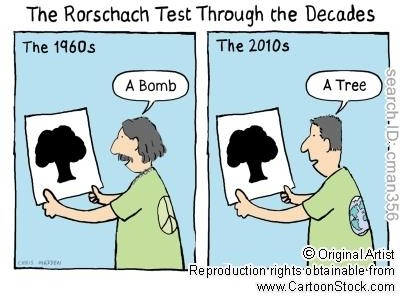 The Rorschach Test Through the Decades
The 1960s
A Bomb
CHRIS MADDEN
The 2010s
A Tree
search ID: cman356
© Original Artist
Reproduction rights obtainable from
www.CartoonStock.com